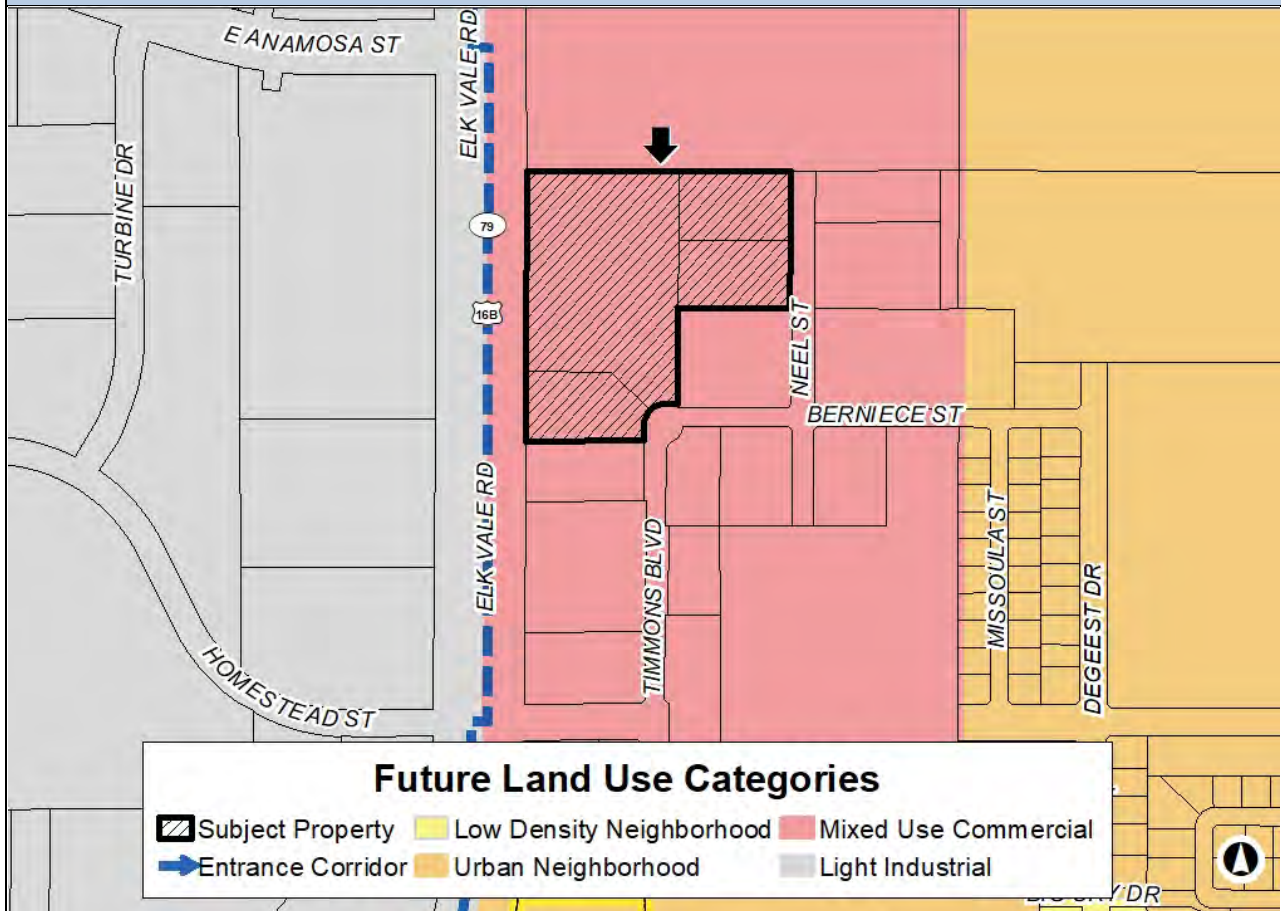 E ANAMOSA ST
ELK VALE RD
TURBINE DR
79
16B
NEEL ST
BERNIECE ST
ELK VALE RD
TIMMONS BLVD
MISSOULA ST
DEGEEST DR
HOMESTEAD ST
Future Land Use Categories
Subject Property
Low Density Neighborhood
Mixed Use Commercial
Entrance Corridor
Urban Neighborhood
Light Industrial
DR